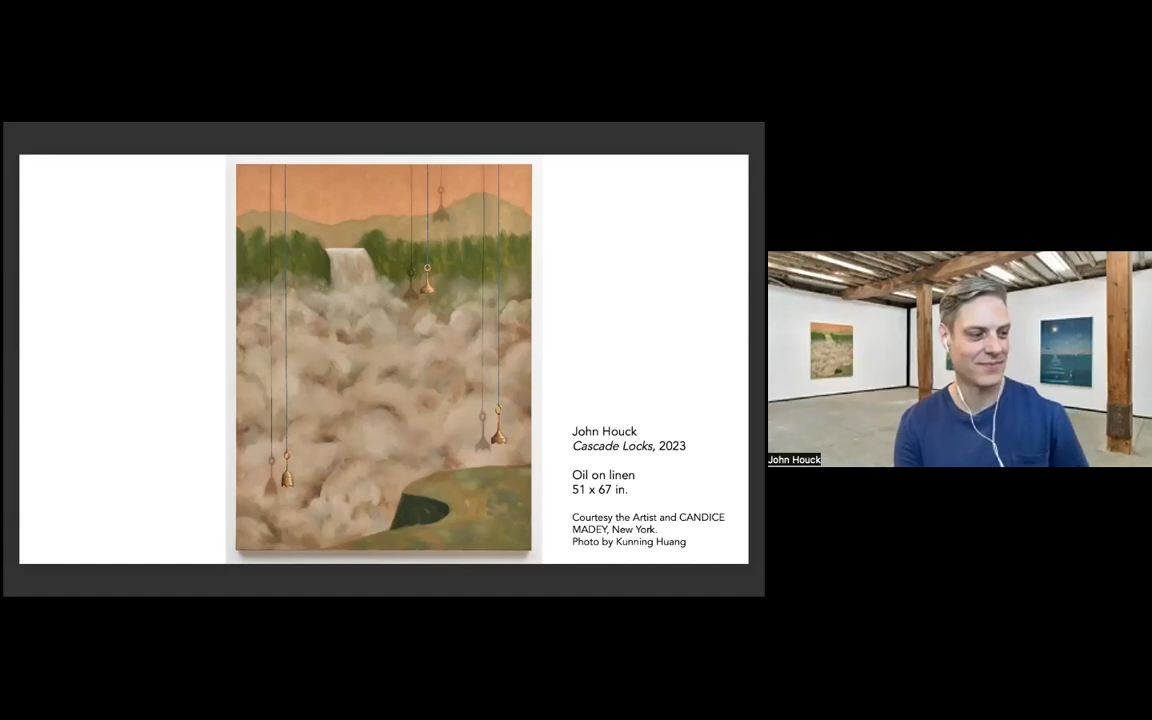 John Houck
Cascade Locks, 2023
Oil on linen
51 x 67 in.
Courtesy the Artist and CANDICE
MADEY, New York.
Photo by Kunning Huang
John Houck